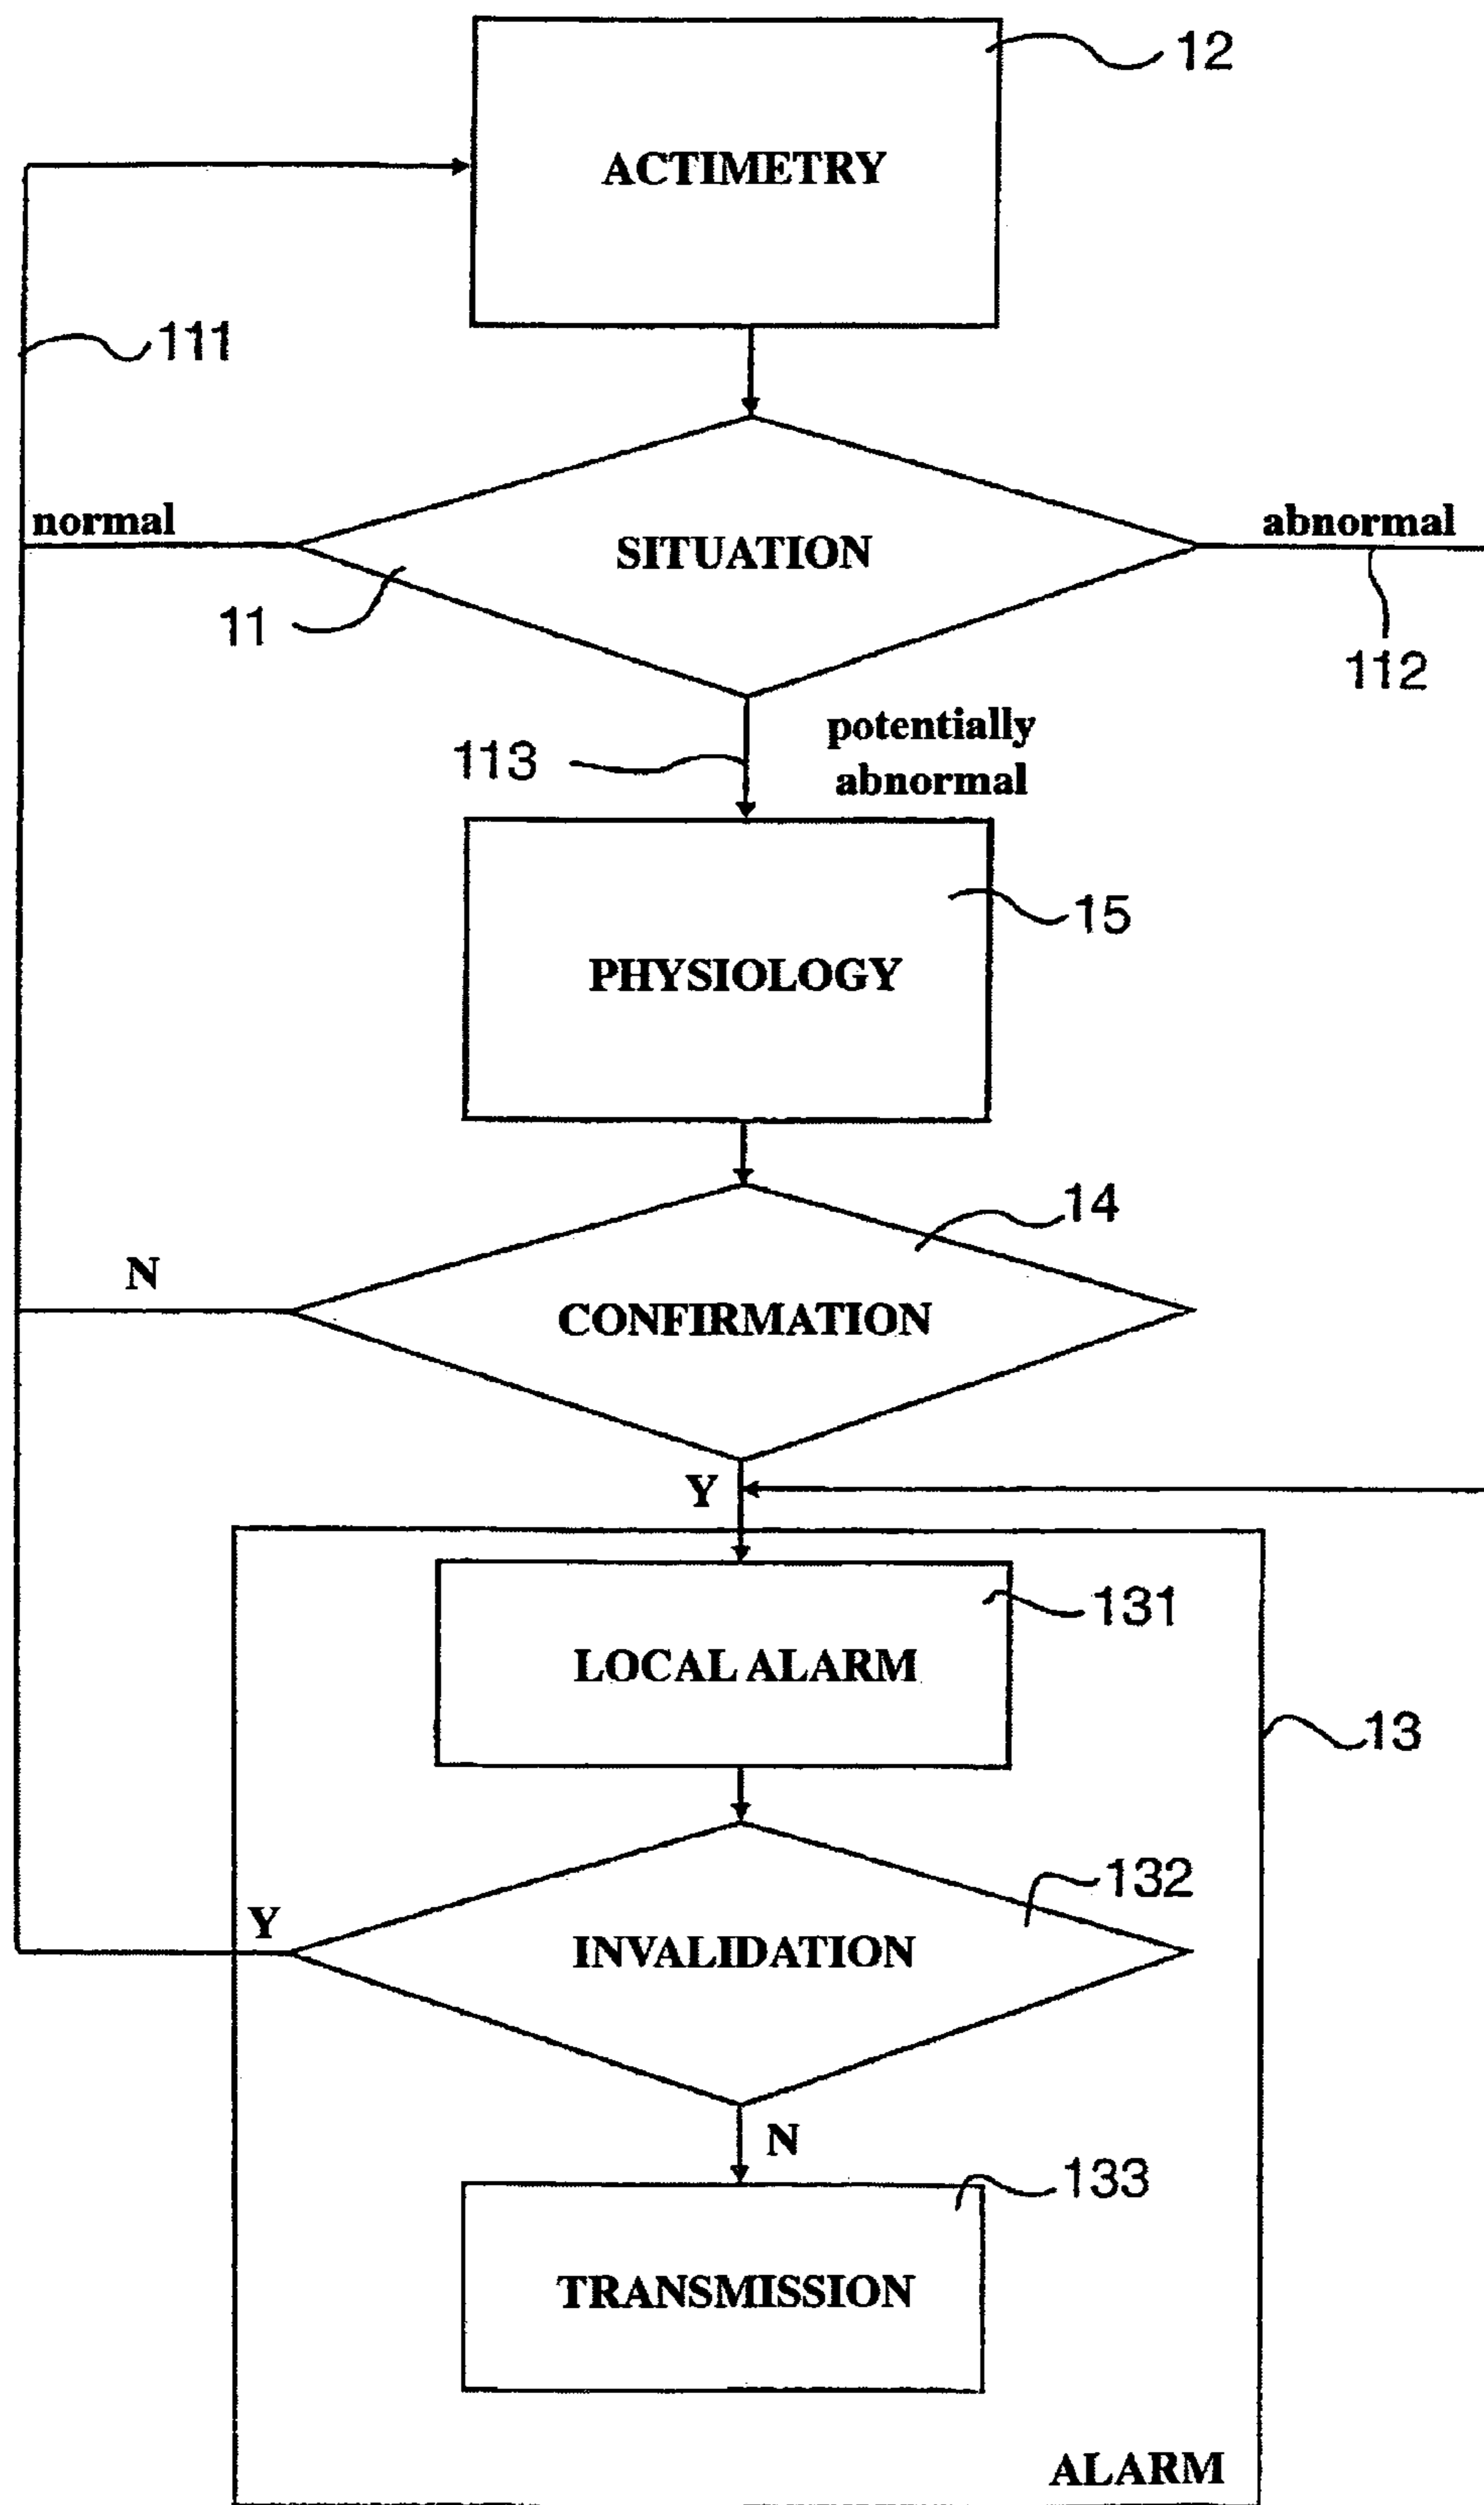 12
ACTIMETRY
111
normal
abnormal
SITUATION
11
112
potentially
abnormal
113
15
PHYSIOLOGY
14
N
CONFIRMATION
Y
131
LOCAL ALARM
13
132
Y
INVALIDATION
N
133
TRANSMISSION
ALARM